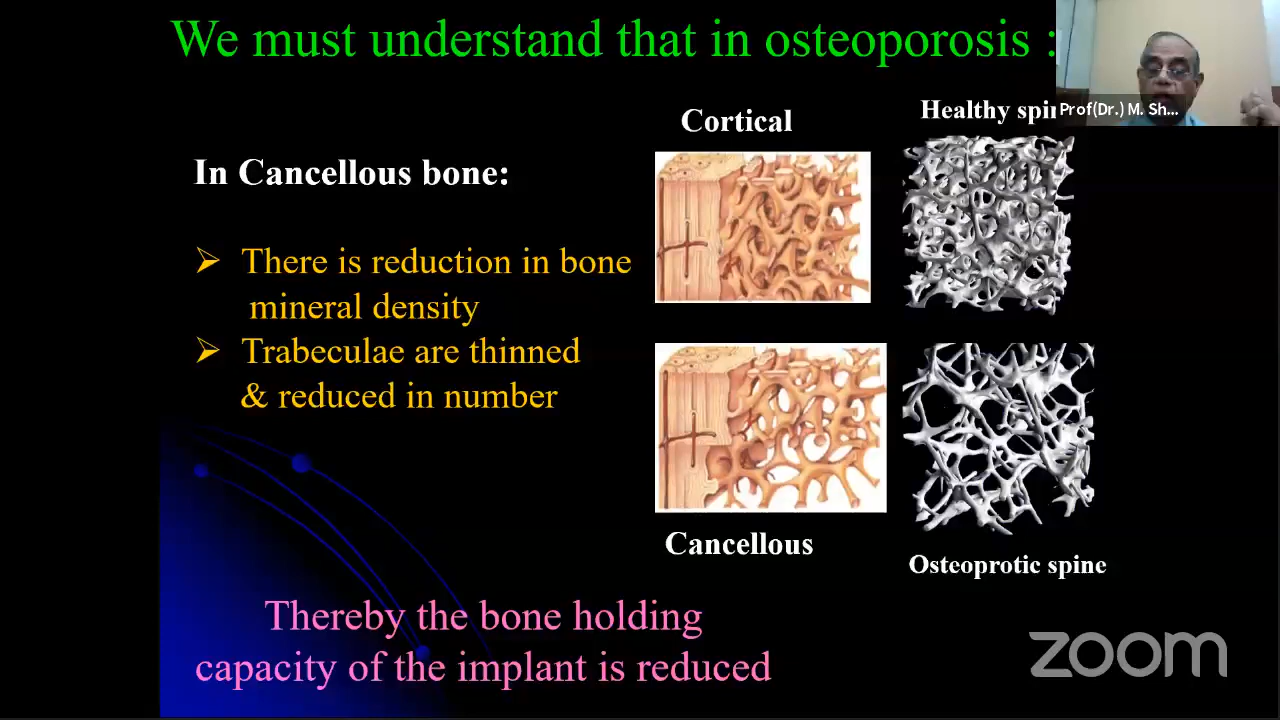 We must understand that in osteoporosis :
Prof(Dr.) M. Sh...
Cortical
Healthy
In Cancellous bone:
➢ There is reduction in bone
mineral density
➢ Trabeculae are thinned
& reduced in number
Cancellous
Osteoprotic spine
Thereby the bone holding
capacity of the implant is reduced
zoom